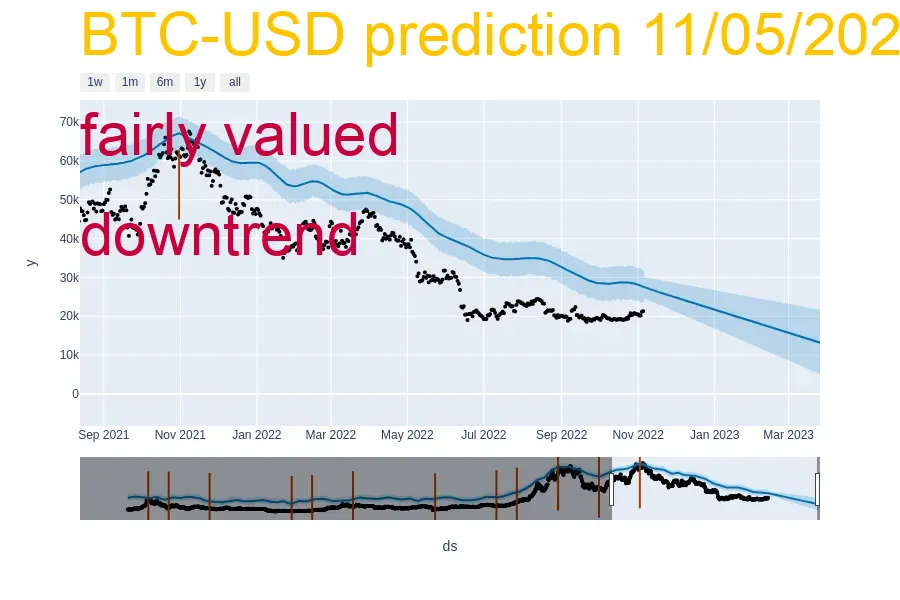 BTC-USD prediction 11/05/202
1w 1m 6m 1y all
fairly valued
downtrend
70k
60k
50k
40k
30k
20k
10k
0
y
Sep 2021 Nov 2021 Jan 2022 Mar 2022 May 2022 Jul 2022 Sep 2022 Nov 2022 Jan 2023 Mar 2023
ds